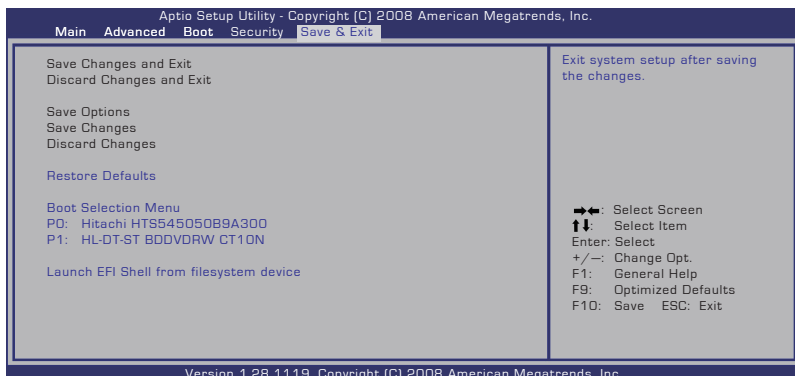 Aptio Setup Utility - Copyright (C) 2008 American Megatrends, Inc.
Main Advanced Boot Security Save & Exit
Save Changes and Exit
Discard Changes and Exit
Save Options
Save Changes
Discard Changes
Restore Defaults
Boot Selection Menu
P0: Hitachi HTS545050B9A300
P1: HL-DT-ST BDDVDRW CT10N
Launch EFI Shell from filesystem device
Exit system setup after saving
the changes.
→←: Select Screen
↑↓: Select Item
Enter: Select
+/—: Change Opt.
F1: General Help
F9: Optimized Defaults
F10: Save ESC: Exit
Version 1.28.1119. Copyright (C) 2008 American Megatrends, Inc.